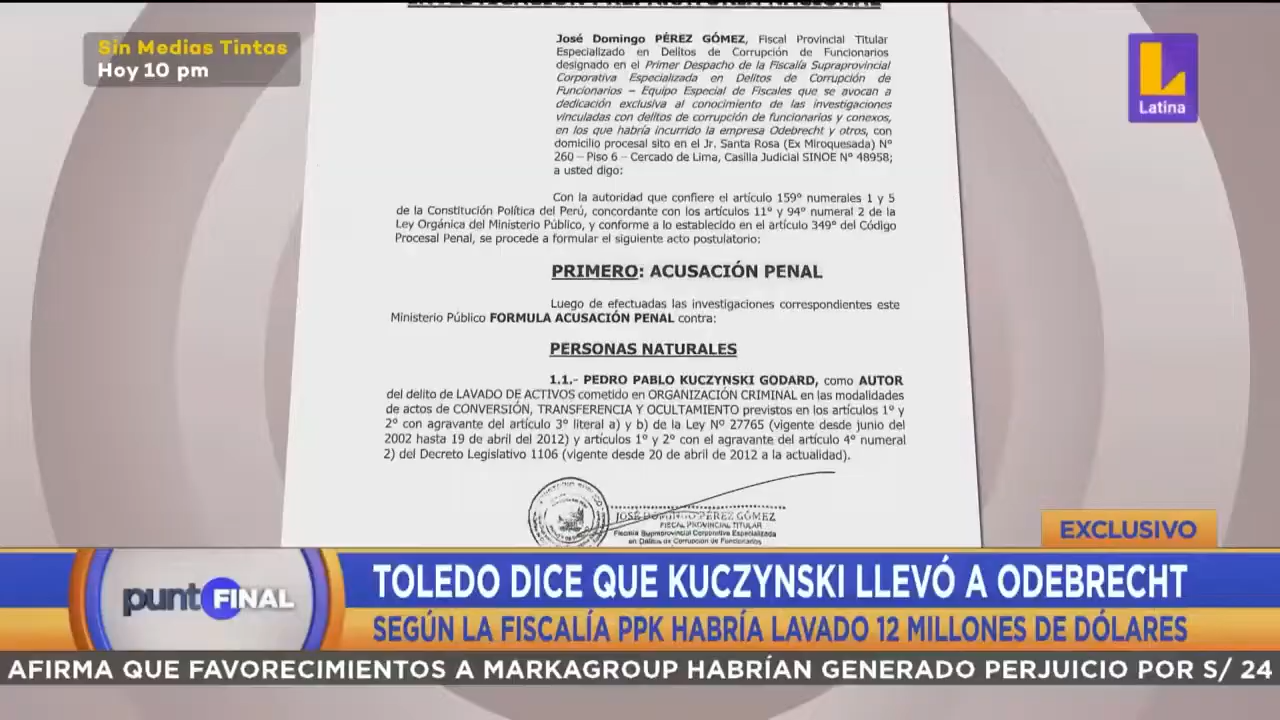 Sin Medias Tintas
Hoy 10 pm
Latina
José Domingo PÉREZ GÓMEZ, Fiscal Provincial Titular
Especializado en Delitos de Corrupción de Funcionarios
designado en el Primer Despacho de la Fiscalía Supraprovincial
Corporativa Especializada en Delitos de Corrupción de
Funcionarios – Equipo Especial de Fiscales que se avocan a
dedicación exclusiva al conocimiento de las investigaciones
vinculadas con delitos de corrupción de funcionarios y conexos,
en los que habría incurrido la empresa Odebrecht y otros, con
domicilio procesal sito en el Jr. Santa Rosa (Ex Miroquesada) N°
260 – Piso 6 – Cercado de Lima, Casilla Judicial SINOE N° 48958;
a usted digo:
Con la autoridad que confiere el artículo 159° numerales 1 y 5
de la Constitución Política del Perú, concordante con los artículos 11° y 94° numeral 2 de la
Ley Orgánica del Ministerio Público, y conforme a lo establecido en el artículo 349° del Código
Procesal Penal, se procede a formular el siguiente acto postulatorio:
PRIMERO: ACUSACIÓN PENAL
Luego de efectuadas las investigaciones correspondientes este
Ministerio Público FORMULA ACUSACIÓN PENAL contra:
PERSONAS NATURALES
1.1.- PEDRO PABLO KUCZYNSKI GODARD, como AUTOR
del delito de LAVADO DE ACTIVOS cometido en ORGANIZACIÓN CRIMINAL en las modalidades
de actos de CONVERSIÓN, TRANSFERENCIA Y OCULTAMIENTO previstos en los artículos 1° y
2° con agravante del artículo 3° literal a) y b) de la Ley N° 27765 (vigente desde junio del
2002 hasta 19 de abril del 2012) y artículos 1° y 2° con el agravante del artículo 4° numeral
2) del Decreto Legislativo 1106 (vigente desde 20 de abril de 2012 a la actualidad).
JOSÉ DOMINGO PÉREZ GÓMEZ
FISCAL PROVINCIAL TITULAR
Fiscalía Supraprovincial Corporativa Especializada
en Delitos de Corrupción de Funcionarios
EXCLUSIVO
punto FINAL
TOLEDO DICE QUE KUCZYNSKI LLEVÓ A ODEBRECHT
SEGÚN LA FISCALÍA PPK HABRÍA LAVADO 12 MILLONES DE DÓLARES
AFIRMA QUE FAVORECIMIENTOS A MARKAGROUP HABRÍAN GENERADO PERJUICIO POR S/ 24